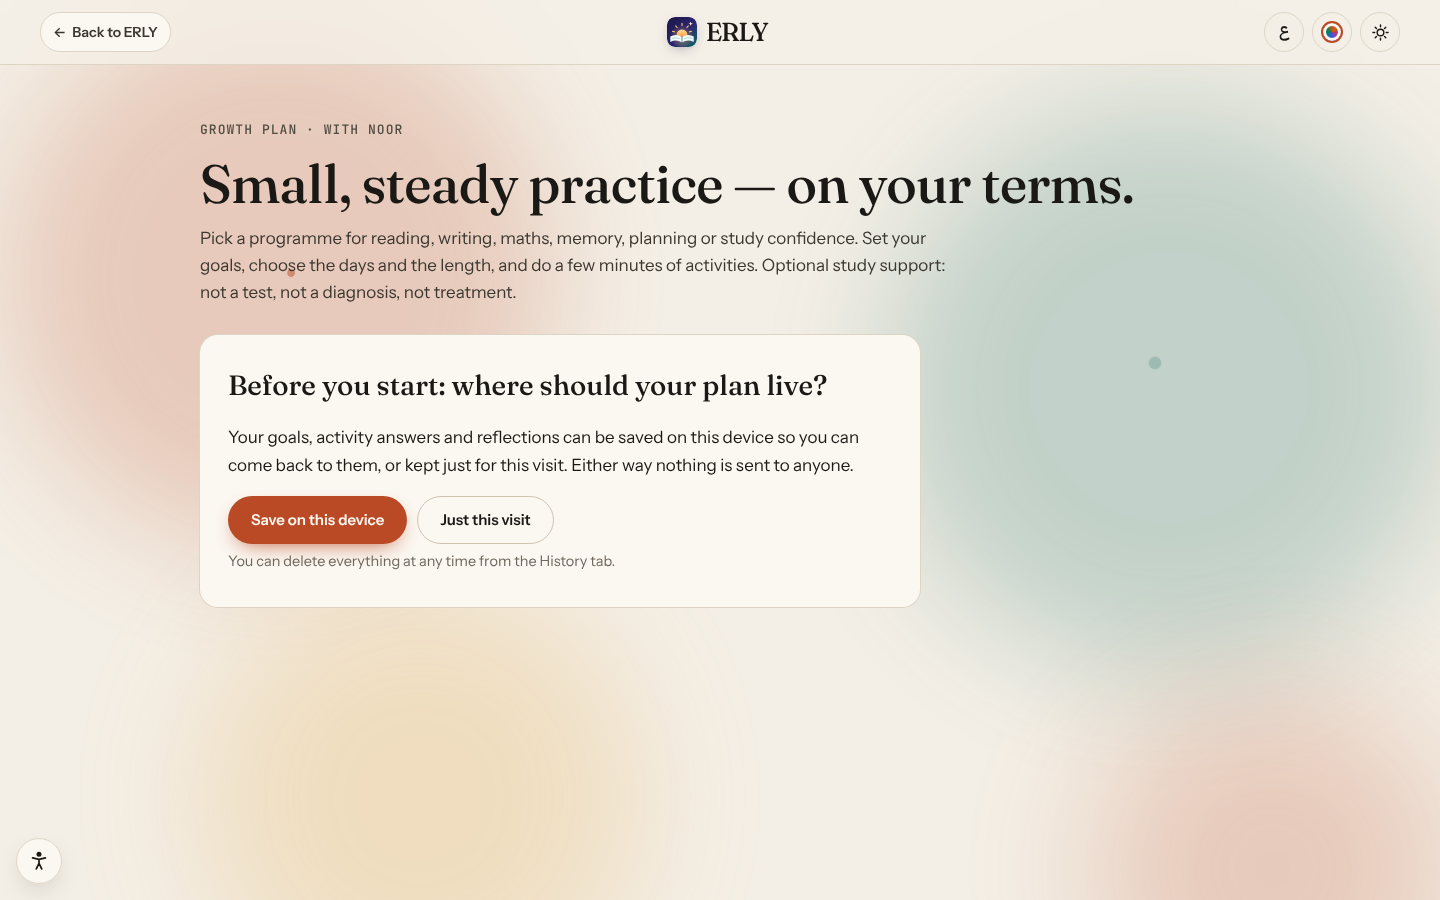 ← Back to ERLY
ERLY
ع
GROWTH PLAN · WITH NOOR
Small, steady practice — on your terms.
Pick a programme for reading, writing, maths, memory, planning or study confidence. Set your
goals, choose the days and the length, and do a few minutes of activities. Optional study support:
not a test, not a diagnosis, not treatment.
Before you start: where should your plan live?
Your goals, activity answers and reflections can be saved on this device so you can
come back to them, or kept just for this visit. Either way nothing is sent to anyone.
Save on this device
Just this visit
You can delete everything at any time from the History tab.